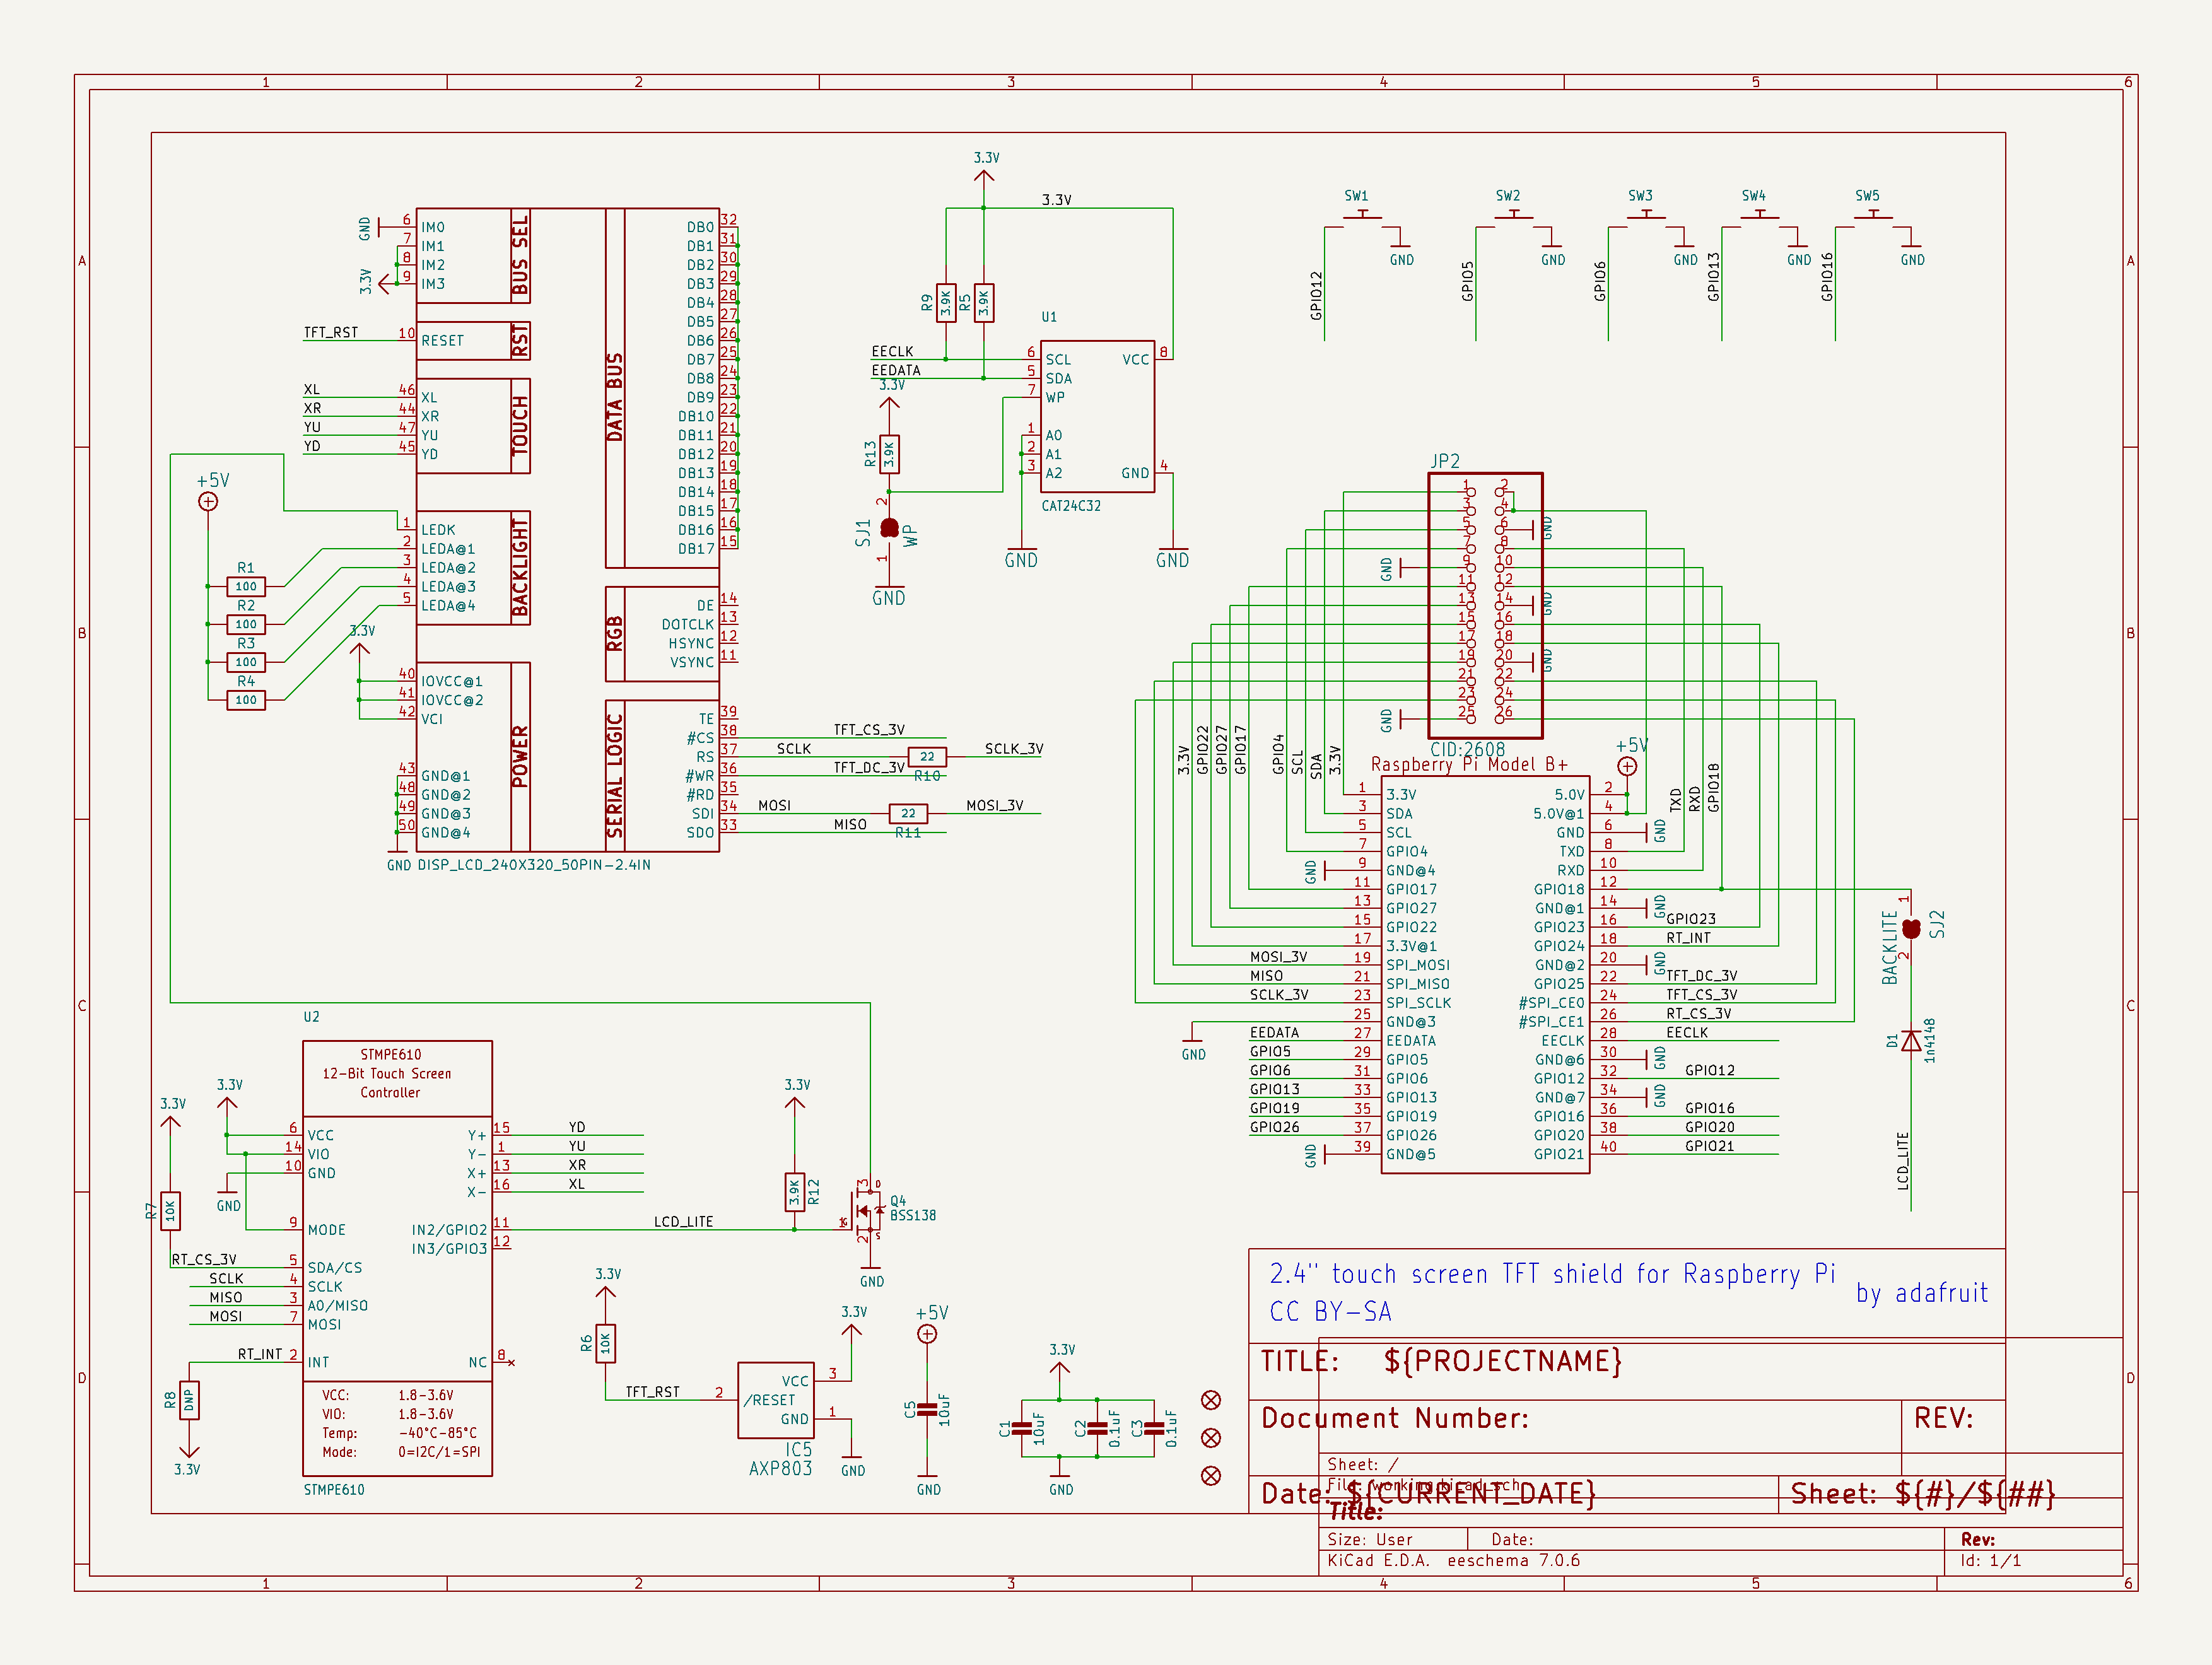 1 2 3 4 5 6
A A
B B
C C
D D
GND
3.3V
6 IM0
7 IM1
8 IM2
9 IM3
BUS SEL
TFT_RST 10 RESET
RST
XL 46 XL
XR 44 XR
YU 47 YU
YD 45 YD
TOUCH
+5V
1 LEDK
2 LEDA@1
3 LEDA@2
4 LEDA@3
5 LEDA@4
BACKLIGHT
R1
100
R2
100
R3
100
R4
100
3.3V
40 IOVCC@1
41 IOVCC@2
42 VCI
43 GND@1
48 GND@2
49 GND@3
50 GND@4
POWER
GND DISP_LCD_240X320_50PIN-2.4IN
DATA BUS
DB0 32
DB1 31
DB2 30
DB3 29
DB4 28
DB5 27
DB6 26
DB7 25
DB8 24
DB9 23
DB10 22
DB11 21
DB12 20
DB13 19
DB14 18
DB15 17
DB16 16
DB17 15
RGB
DE 14
DOTCLK 13
HSYNC 12
VSYNC 11
SERIAL LOGIC
TE 39
#CS 38 TFT_CS_3V
RS 37 SCLK 22 SCLK_3V
R10
#WR 36 TFT_DC_3V
#RD 35
SDI 34 MOSI 22 MOSI_3V
R11
SDO 33 MISO
3.3V
3.3V
R9 3.9K
R5 3.9K
U1
EECLK 6 SCL VCC 8
EEDATA 5 SDA
7 WP
1 A0
2 A1
3 A2 GND 4
CAT24C32
GND
GND
3.3V
R13 3.9K
SJ1 2 1 WP
GND
SW1 SW2 SW3 SW4 SW5
GND GND GND GND GND
GPIO12 GPIO5 GPIO6 GPIO13 GPIO16
JP2
1 2
3 4
5 6 GND
7 8
GND 9 10
11 12
13 14 GND
15 16
17 18
19 20 GND
21 22
23 24
GND 25 26
CID:2608
3.3V GPIO22 GPIO27 GPIO17 GPIO4 SCL SDA 3.3V
+5V
TXD RXD GPIO18
Raspberry Pi Model B+
1 3.3V 5.0V 2
3 SDA 5.0V@1 4
5 SCL GND 6 GND
7 GPIO4 TXD 8
GND 9 GND@4 RXD 10
11 GPIO17 GPIO18 12
13 GPIO27 GND@1 14 GND
15 GPIO22 GPIO23 16 GPIO23
17 3.3V@1 GPIO24 18 RT_INT
MOSI_3V 19 SPI_MOSI GND@2 20 GND
MISO 21 SPI_MISO GPIO25 22 TFT_DC_3V
SCLK_3V 23 SPI_SCLK #SPI_CE0 24 TFT_CS_3V
25 GND@3 #SPI_CE1 26 RT_CS_3V
GND
EEDATA 27 EEDATA EECLK 28 EECLK
GPIO5 29 GPIO5 GND@6 30 GND
GPIO6 31 GPIO6 GPIO12 32 GPIO12
GPIO13 33 GPIO13 GND@7 34 GND
GPIO19 35 GPIO19 GPIO16 36 GPIO16
GPIO26 37 GPIO26 GPIO20 38 GPIO20
GND 39 GND@5 GPIO21 40 GPIO21
BACKLITE 1 2 SJ2
D1 1n4148
LCD_LITE
U2
STMPE610
12-Bit Touch Screen
Controller
3.3V
3.3V
R7 10K
GND
6 VCC Y+ 15 YD
14 VIO Y- 1 YU
10 GND X+ 13 XR
X- 16 XL
9 MODE IN2/GPIO2 11 LCD_LITE
IN3/GPIO3 12
RT_CS_3V 5 SDA/CS
SCLK 4 SCLK
MISO 3 A0/MISO
MOSI 7 MOSI
RT_INT 2 INT NC 8
R8 DNP
3.3V
VCC: 1.8-3.6V
VIO: 1.8-3.6V
Temp: -40°C-85°C
Mode: 0=I2C/1=SPI
STMPE610
3.3V
3.9K R12
3 D
1 G
2 S
Q4
BSS138
GND
3.3V
R6 10K
TFT_RST 2 /RESET
VCC 3
GND 1
3.3V
GND
IC5
AXP803
+5V
C5 10uF
GND
3.3V
C1 10uF
C2 0.1uF
C3 0.1uF
GND
2.4" touch screen TFT shield for Raspberry Pi
by adafruit
CC BY-SA
TITLE: ${PROJECTNAME}
Document Number: REV:
Sheet: /
File: working.kicad_sch
Date: ${CURRENT_DATE} Sheet: ${#}/${##}
Title:
Size: User Date: Rev:
KiCad E.D.A. eeschema 7.0.6 Id: 1/1
1 2 3 4 5 6